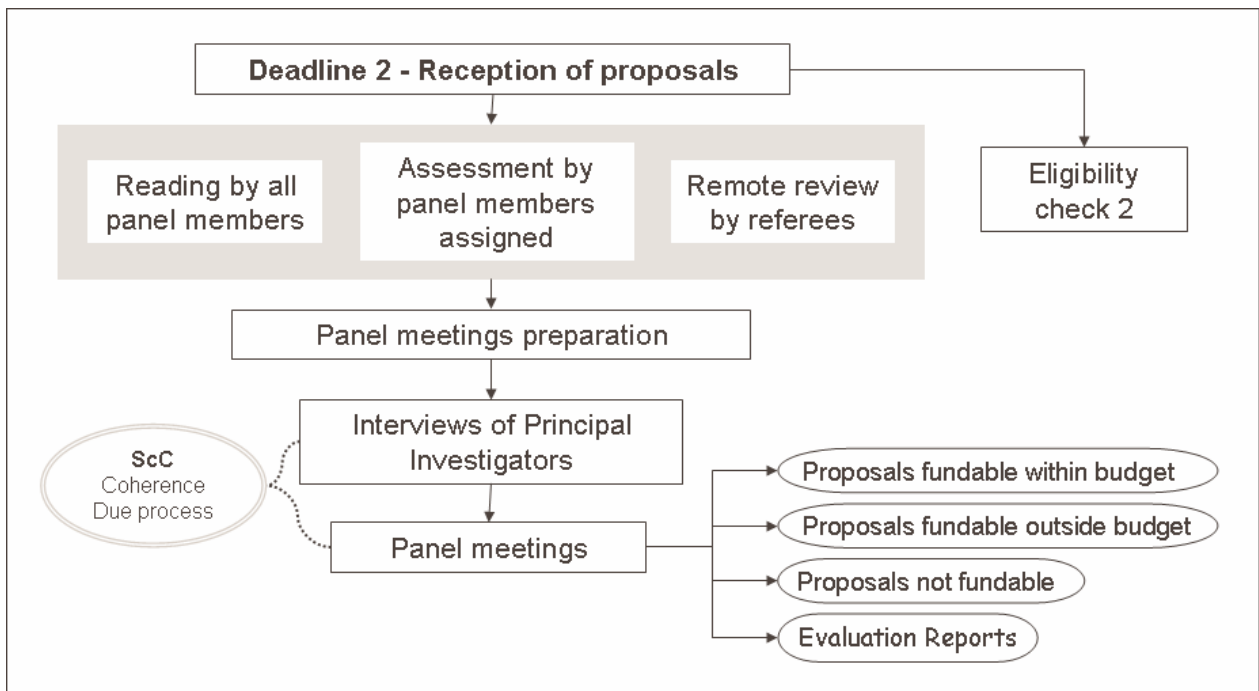 Deadline 2 - Reception of proposals
Reading by all
panel members
Assessment by
panel members
assigned
Remote review
by referees
Eligibility
check 2
Panel meetings preparation
Interviews of Principal
Investigators
ScC
Coherence
Due process
Panel meetings
Proposals fundable within budget
Proposals fundable outside budget
Proposals not fundable
Evaluation Reports